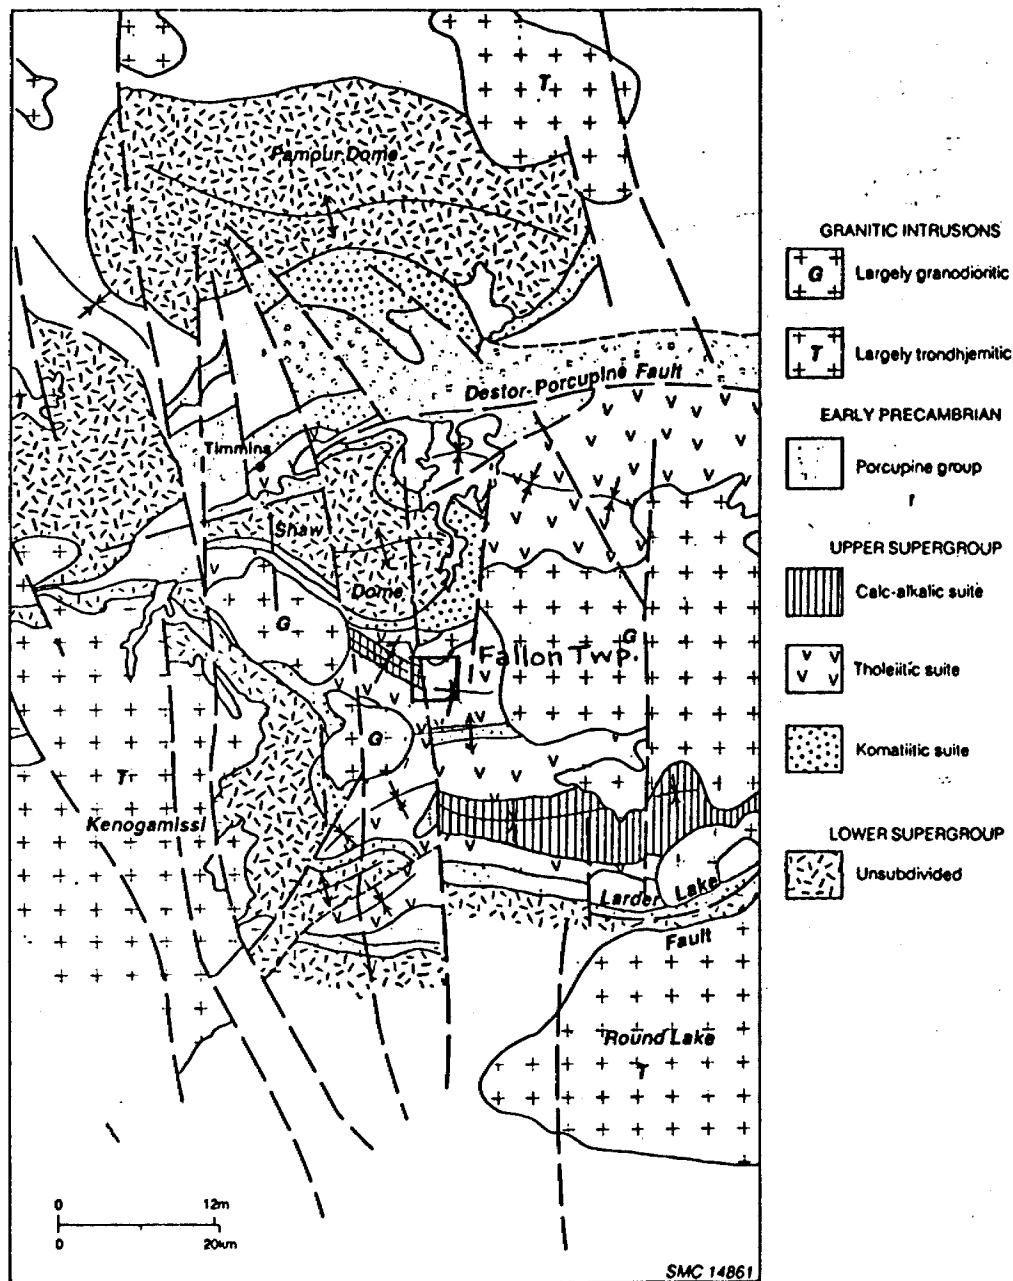 T
Pampur Dome
Destor-Porcupine Fault
Timmins
Shaw
Dome
G
G
Fallon Twp.
G
T
Kenogamissi
Larder Lake
Fault
Round Lake
T
0 12m
0 20km
SMC 14861
GRANITIC INTRUSIONS
G Largely granodioritic
T Largely trondhjemitic
EARLY PRECAMBRIAN
Porcupine group
r
UPPER SUPERGROUP
Calc-alkalic suite
Tholeiitic suite
Komatiitic suite
LOWER SUPERGROUP
Unsubdivided